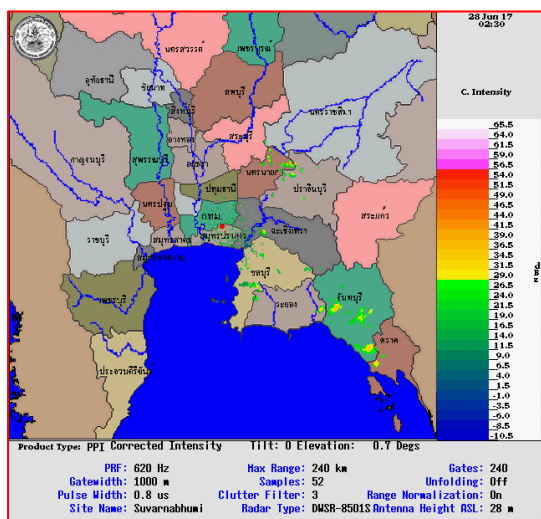 28 Jun 17
02:30
C. Intensity
65.5
64.0
61.5
59.0
56.5
54.0
51.5
49.0
46.5
44.0
41.5
39.0
36.5
34.0
31.5
29.0
26.5
24.0
21.5
19.0
16.5
14.0
11.5
9.0
6.5
4.0
1.5
-1.0
-3.5
-5.5
-8.0
-10.5
นครสวรรค์
เพชรบูรณ์
อุทัยธานี
ชัยนาท
ลพบุรี
สิงห์บุรี
นครราชสีมา
สระบุรี
อ่างทอง
กาญจนบุรี
สุพรรณบุรี
อยุธยา
นครนายก
ปราจีนบุรี
ปทุมธานี
นครปฐม
กทม.
สระแก้ว
ฉะเชิงเทรา
ราชบุรี
สมุทรสาคร
สมุทรปราการ
ชลบุรี
เพชรบุรี
ระยอง
จันทบุรี
ตราด
ประจวบคีรีขันธ์
Product Type: PPI Corrected Intensity Tilt: 0 Elevation: 0.7 Degs
PRF: 620 Hz Max Range: 240 km Gates: 240
Gatewidth: 1000 m Samples: 52 Unfolding: Off
Pulse Width: 0.8 us Clutter Filter: 3 Range Normalization: On
Site Name: Suvarnabhumi Radar Type: DWSR-8501S Antenna Height ASL: 28 m